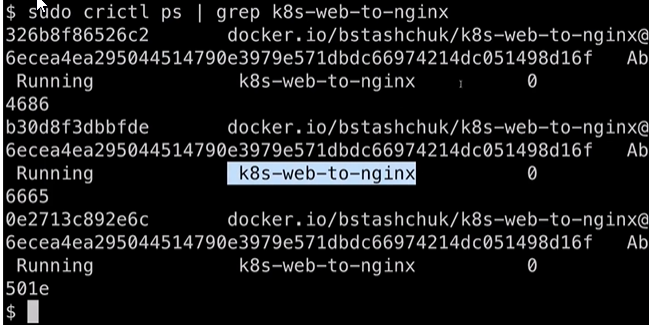 $ sudo crictl ps | grep k8s-web-to-nginx
326b8f86526c2 docker.io/bstashchuk/k8s-web-to-nginx@
6ecea4ea295044514790e3979e571dbdc66974214dc051498d16f Ab
Running k8s-web-to-nginx 0
4686
b30d8f3dbbfde docker.io/bstashchuk/k8s-web-to-nginx@
6ecea4ea295044514790e3979e571dbdc66974214dc051498d16f Ab
Running k8s-web-to-nginx 0
6665
0e2713c892e6c docker.io/bstashchuk/k8s-web-to-nginx@
6ecea4ea295044514790e3979e571dbdc66974214dc051498d16f Ab
Running k8s-web-to-nginx 0
501e
$